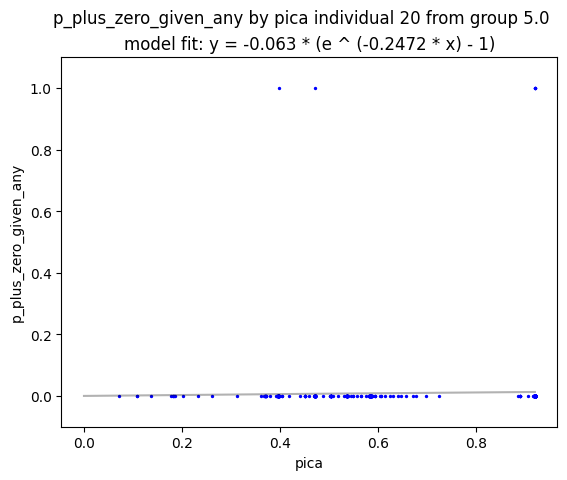 p_plus_zero_given_any by pica individual 20 from group 5.0
model fit: y = -0.063 * (e ^ (-0.2472 * x) - 1)
1.0
0.8
0.6
0.4
0.2
0.0
p_plus_zero_given_any
0.0 0.2 0.4 0.6 0.8
pica